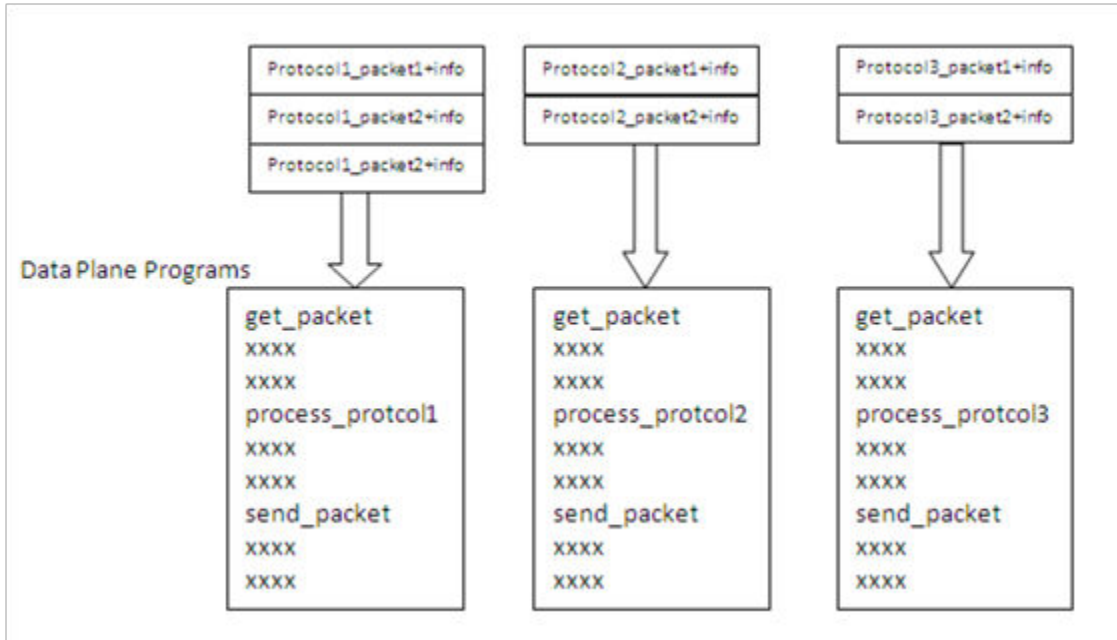 Protocol1_packet1+info
Protocol1_packet2+info
Protocol1_packet2+info
Protocol2_packet1+info
Protocol2_packet2+info
Protocol3_packet1+info
Protocol3_packet2+info
Data Plane Programs
get_packet
xxxx
xxxx
process_protcol1
xxxx
xxxx
send_packet
xxxx
xxxx
get_packet
xxxx
xxxx
process_protcol2
xxxx
xxxx
send_packet
xxxx
xxxx
get_packet
xxxx
xxxx
process_protcol3
xxxx
xxxx
send_packet
xxxx
xxxx